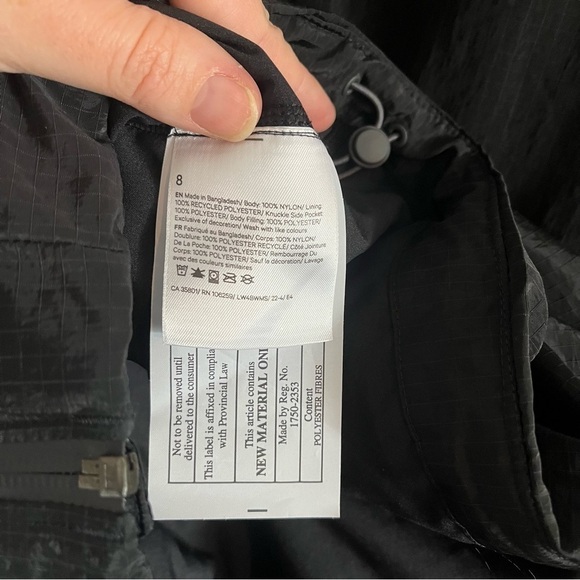 8
EN Made in Bangladesh/ Body: 100% NYLON/ Lining:
100% RECYCLED POLYESTER/ Knuckle Side Pocket:
100% POLYESTER/ Body Filling: 100% POLYESTER/
Exclusive of decoration/ Wash with like colours
FR Fabriqué au Bangladesh/ Corps: 100% NYLON/
Doublure: 100% POLYESTER RECYCLÉ/ Côté Jointure
De La Poche: 100% POLYESTER/ Rembourrage Du
Corps: 100% POLYESTER/ Sauf la décoration/ Lavage
avec des couleurs similaires
CA 35801/ RN 106259/ LW4BWMS/ 22-4/ E4
Not to be removed until
delivered to the consumer
This label is affixed in complia
with Provincial Law
This article contains
NEW MATERIAL ONL
Made by Reg. No.
1750-2353
Content
POLYESTER FIBRES